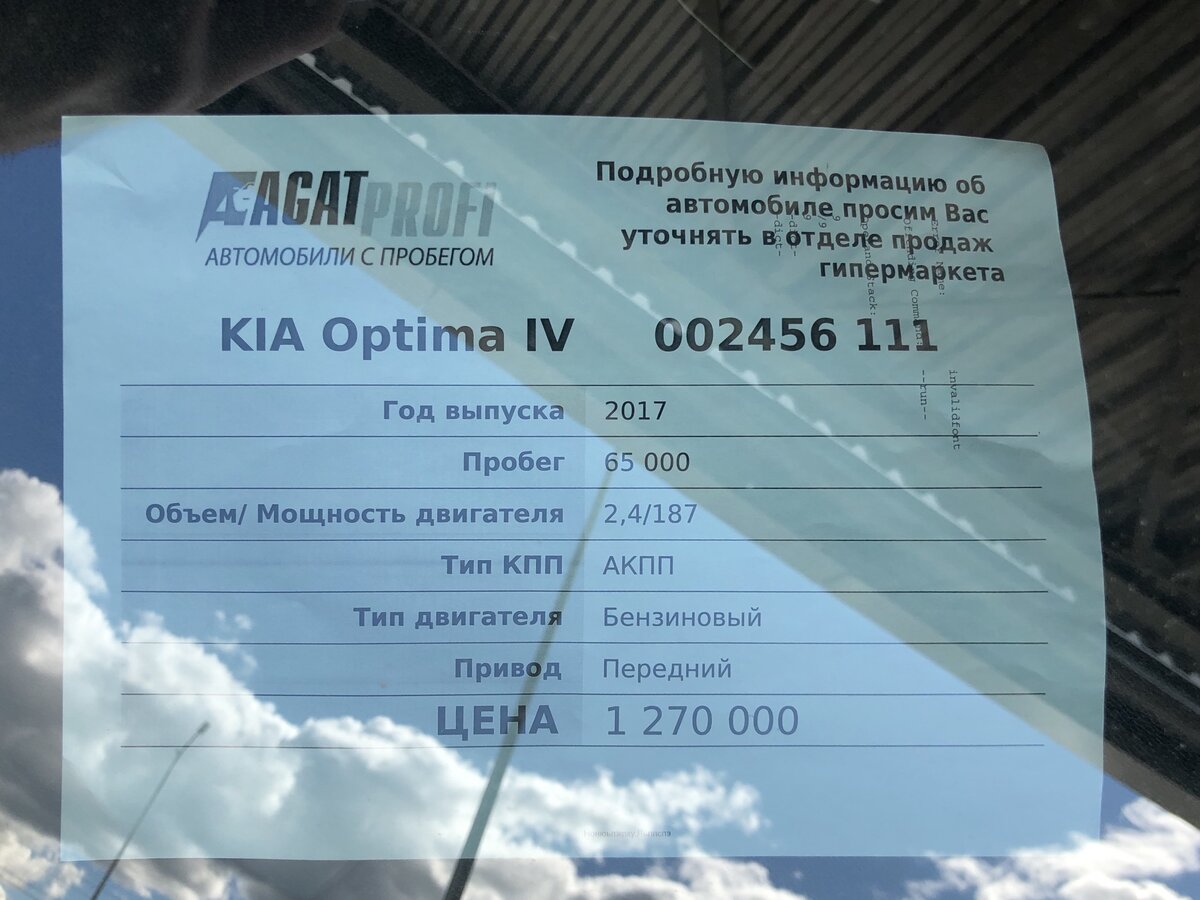 AGAT PROFI
АВТОМОБИЛИ С ПРОБЕГОМ
Подробную информацию об
автомобиле просим Вас
уточнять в отделе продаж
гипермаркета
KIA Optima IV 002456 111
Год выпуска 2017
Пробег 65 000
Объем/ Мощность двигателя 2,4/187
Тип КПП АКПП
Тип двигателя Бензиновый
Привод Передний
ЦЕНА 1 270 000
invalidfont